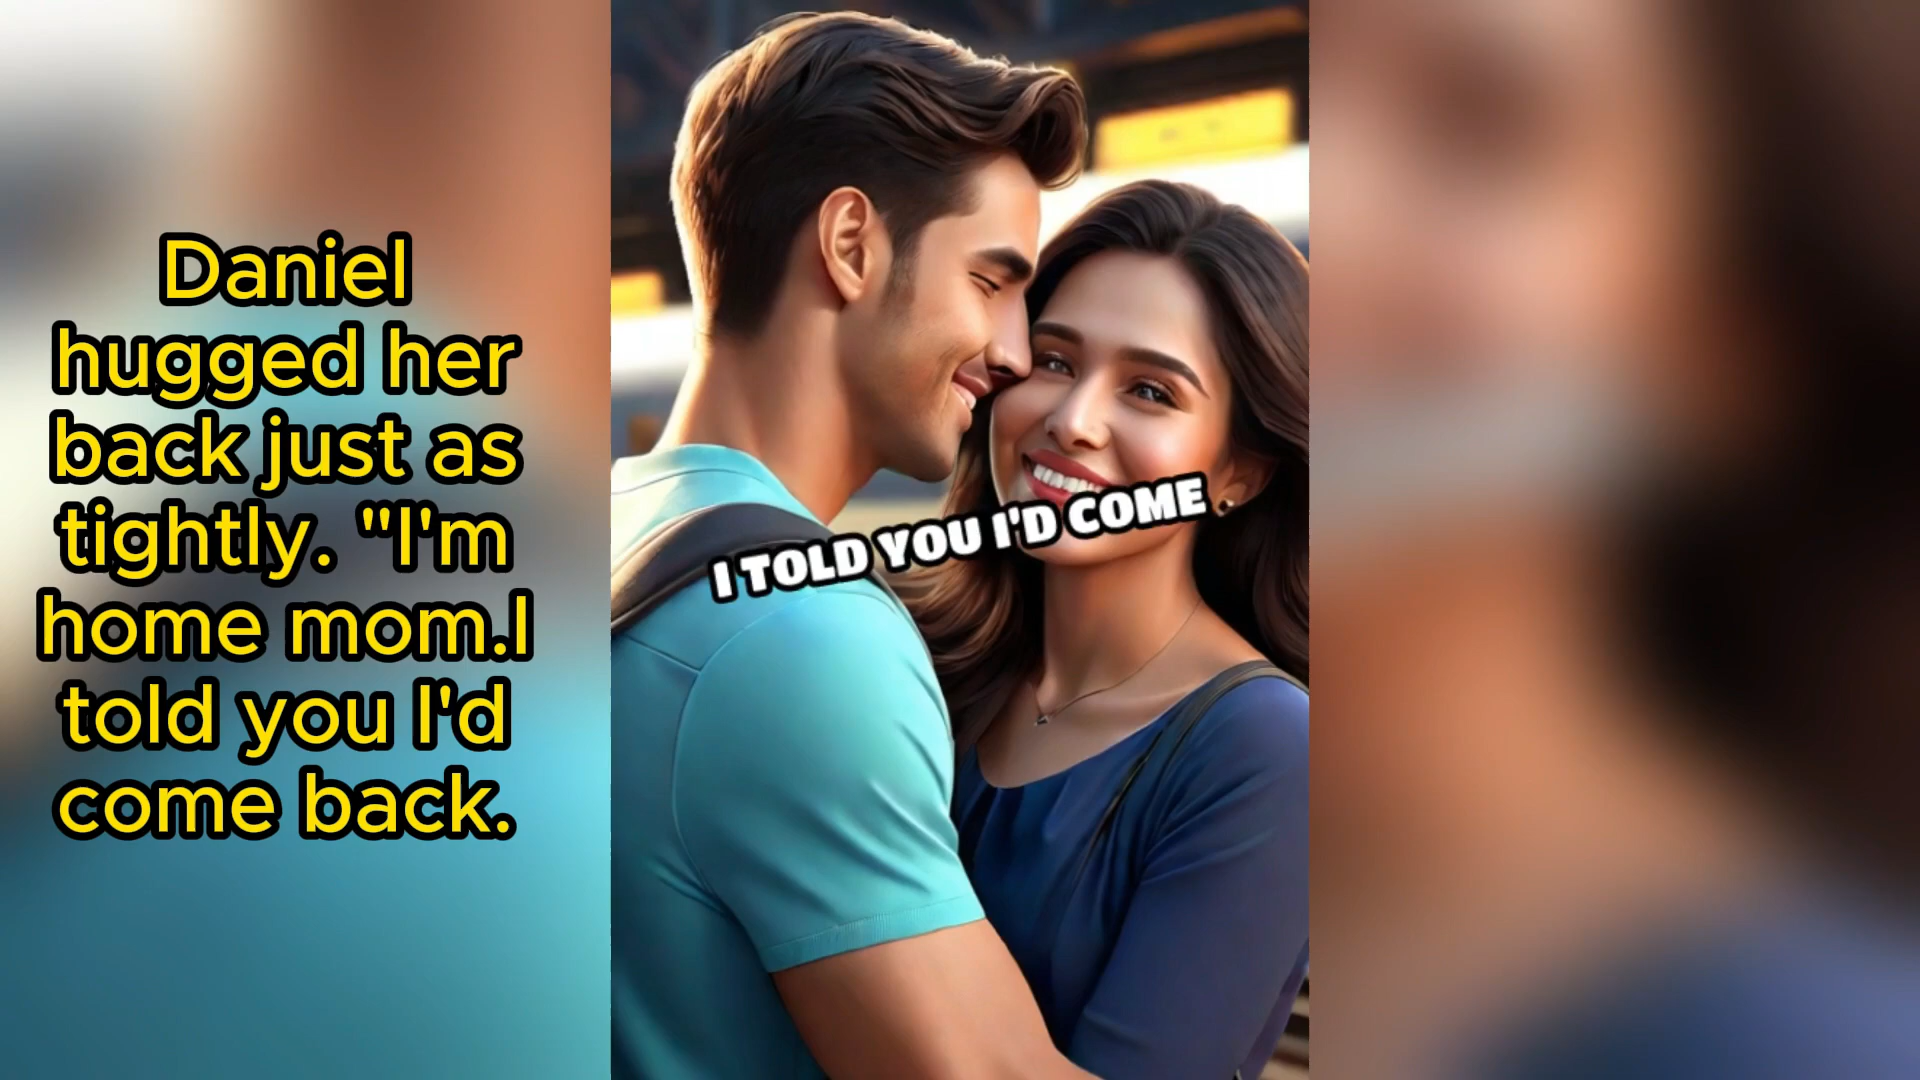 Daniel
hugged her
back just as
tightly. "I'm
home mom.I
told you I'd
come back.
I TOLD YOU I'D COME